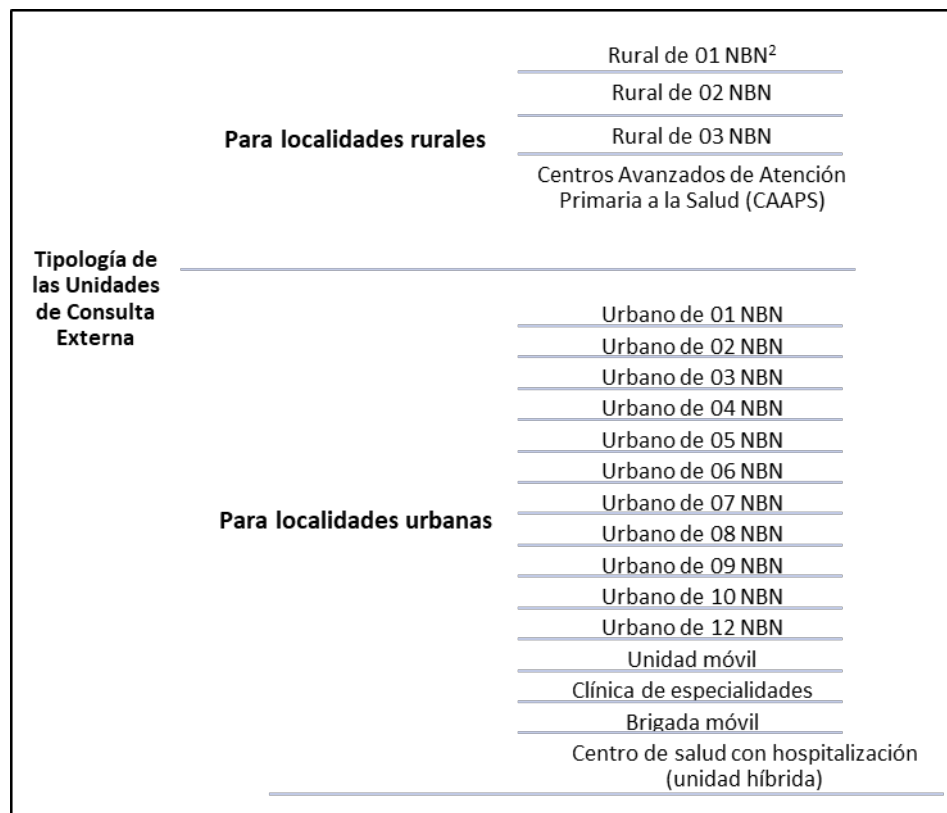 Tipología de
las Unidades
de Consulta
Externa
Para localidades rurales
Rural de 01 NBN²
Rural de 02 NBN
Rural de 03 NBN
Centros Avanzados de Atención
Primaria a la Salud (CAAPS)
Para localidades urbanas
Urbano de 01 NBN
Urbano de 02 NBN
Urbano de 03 NBN
Urbano de 04 NBN
Urbano de 05 NBN
Urbano de 06 NBN
Urbano de 07 NBN
Urbano de 08 NBN
Urbano de 09 NBN
Urbano de 10 NBN
Urbano de 12 NBN
Unidad móvil
Clínica de especialidades
Brigada móvil
Centro de salud con hospitalización
(unidad híbrida)